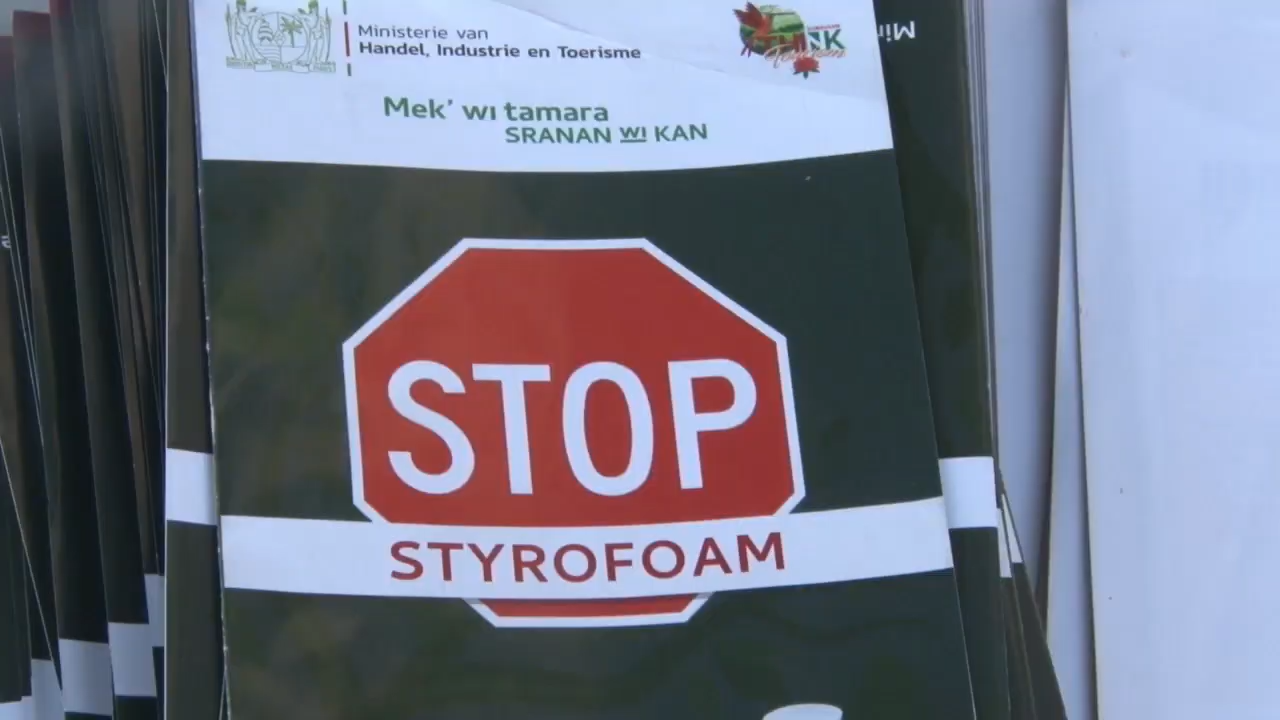 Ministerie van
Handel, Industrie en Toerisme
Mek' wi tamara
SRANAN wi KAN
STOP
STYROFOAM